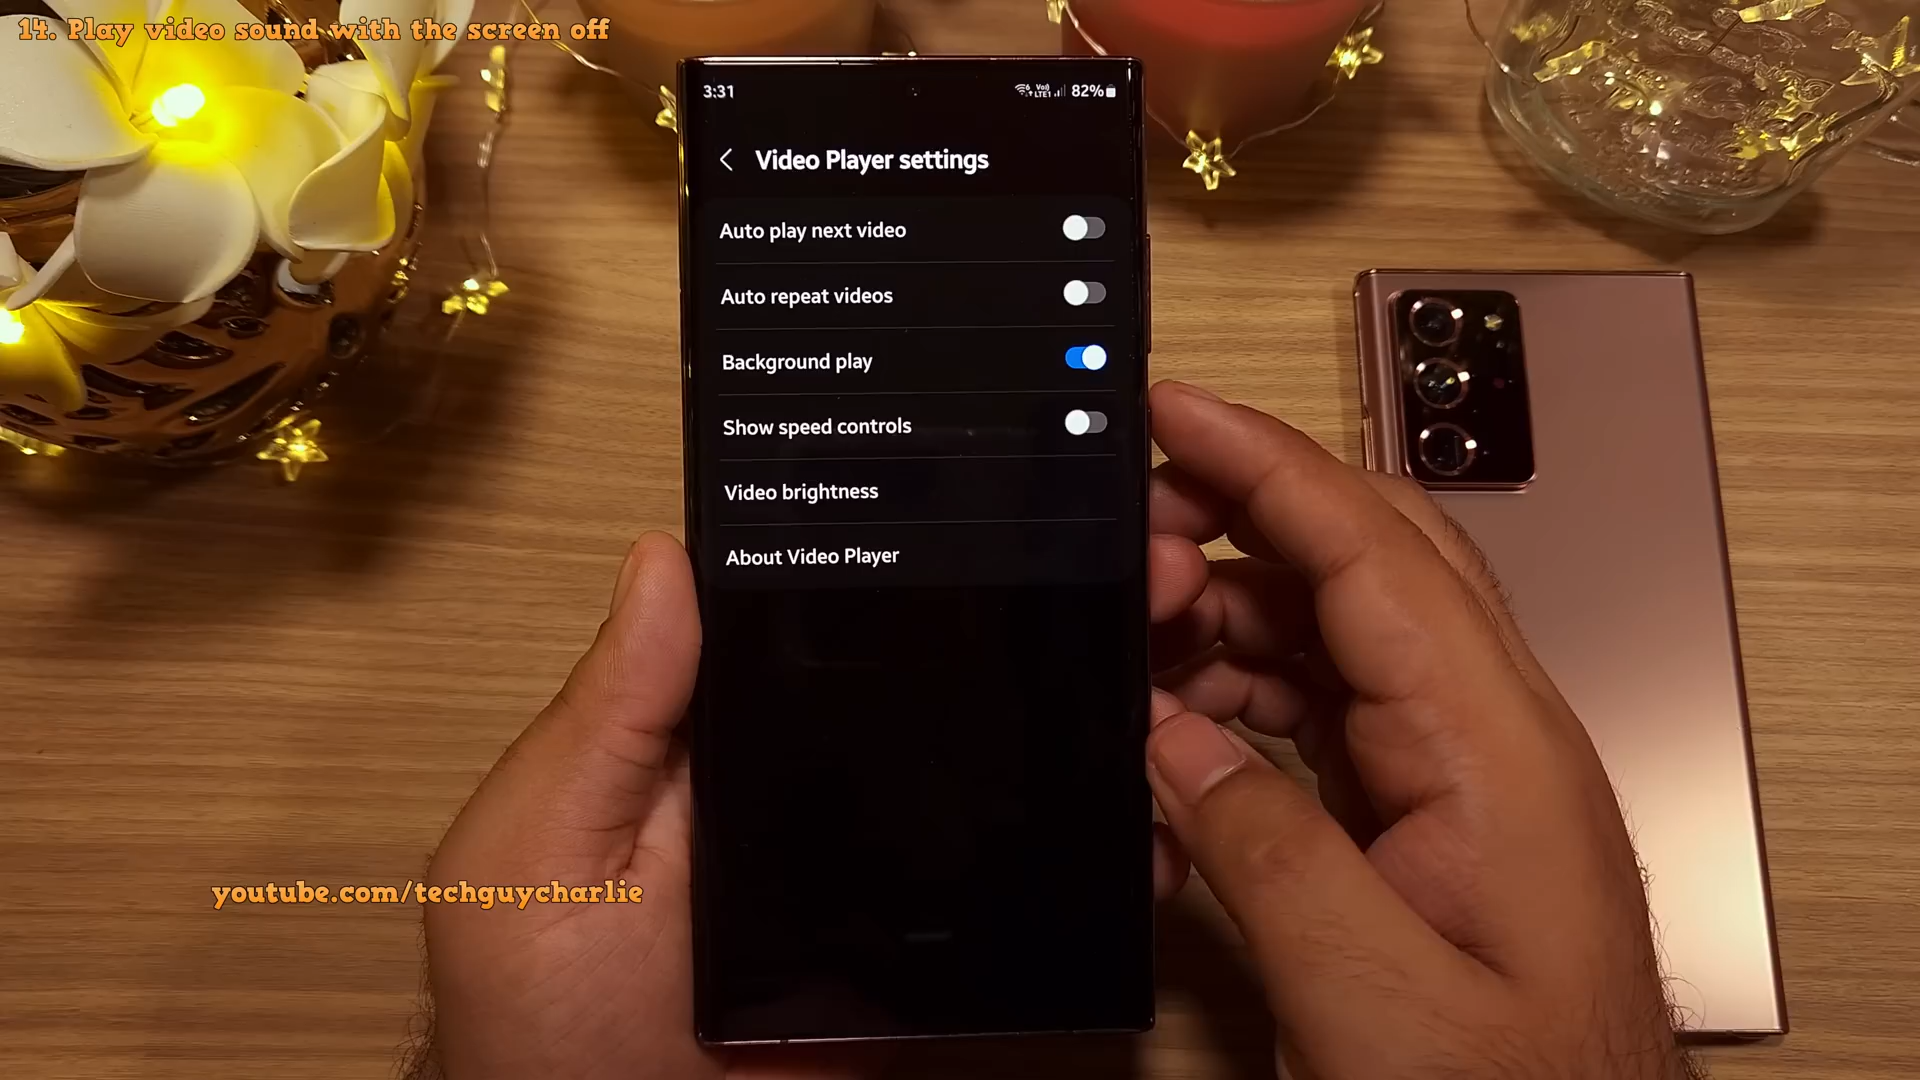 14. Play video sound with the screen off
3:31
82%
Video Player settings
Auto play next video
Auto repeat videos
Background play
Show speed controls
Video brightness
About Video Player
youtube.com/techguycharlie